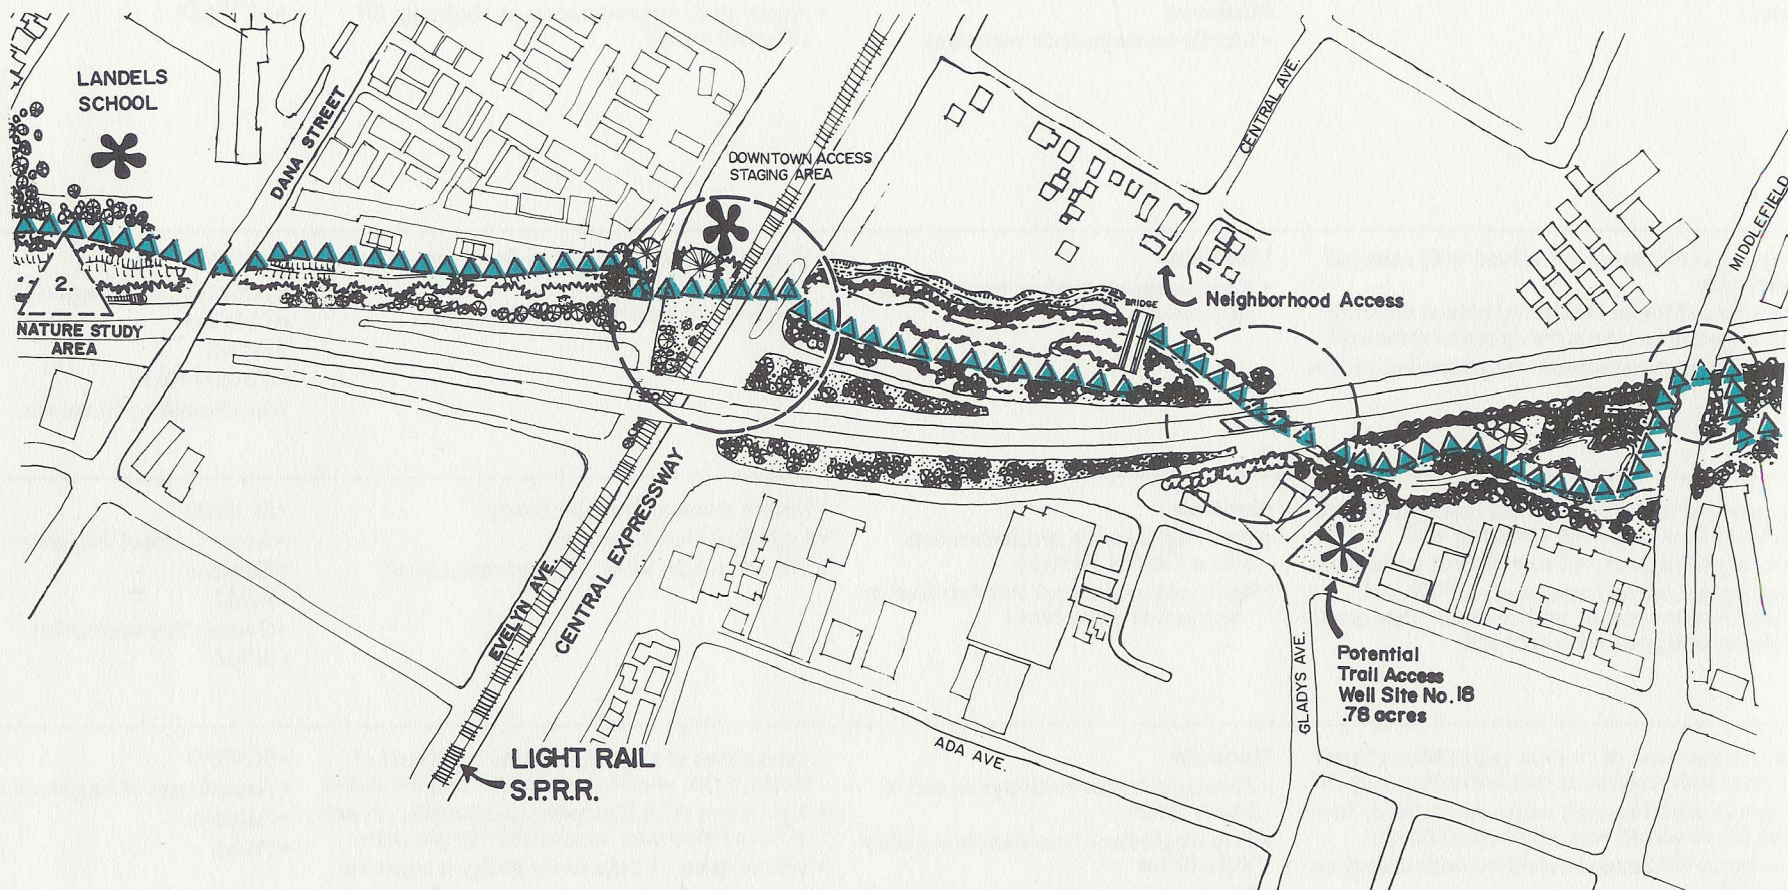 LANDELS
SCHOOL
DANA STREET
CENTRAL AVE.
DOWNTOWN ACCESS
STAGING AREA
MIDDLEFIELD
2.
NATURE STUDY
AREA
BRIDGE
Neighborhood Access
EVELYN AVE.
CENTRAL EXPRESSWAY
GLADYS AVE.
Potential
Trail Access
Well Site No. 18
.78 acres
ADA AVE.
LIGHT RAIL
S.P.R.R.